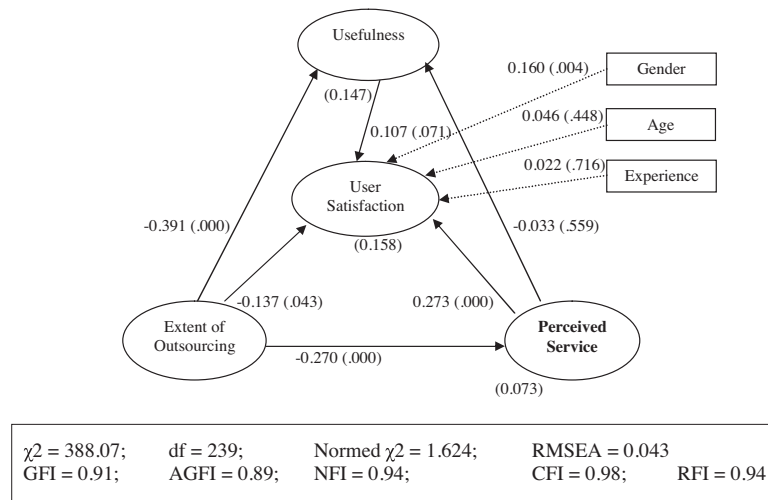 Usefulness
0.160 (.004)
Gender
(0.147)
0.046 (.448)
Age
0.107 (.071)
0.022 (.716)
Experience
User
Satisfaction
-0.391 (.000)
-0.033 (.559)
(0.158)
-0.137 (.043)
0.273 (.000)
Extent of
Outsourcing
Perceived
Service
-0.270 (.000)
(0.073)
χ2 = 388.07; df = 239; Normed χ2 = 1.624; RMSEA = 0.043
GFI = 0.91; AGFI = 0.89; NFI = 0.94; CFI = 0.98; RFI = 0.94